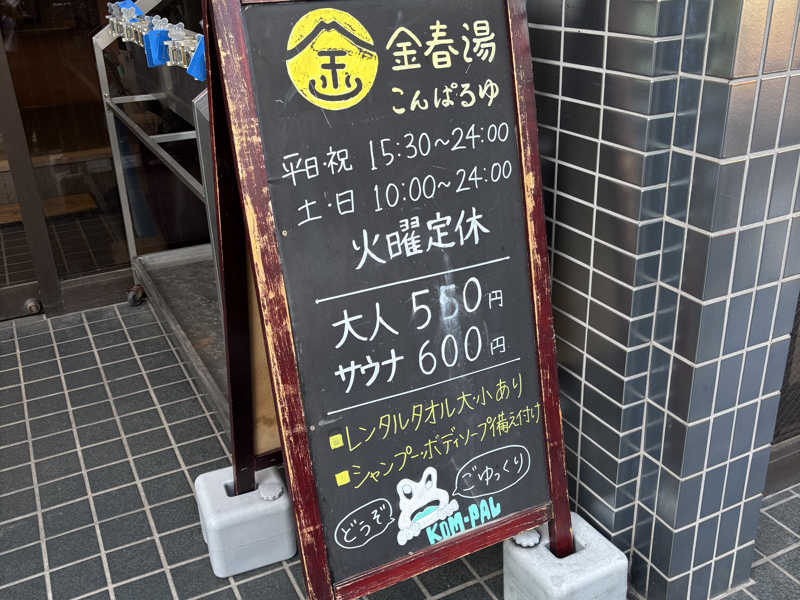 金
金春湯
こんぱるゆ
平日・祝 15:30~24:00
土・日 10:00~24:00
火曜定休
大人 550円
サウナ 600円
レンタルタオル大・小あり
シャンプー・ボディソープ備え付け
ごゆっくり
どうぞ
KOM-PAL